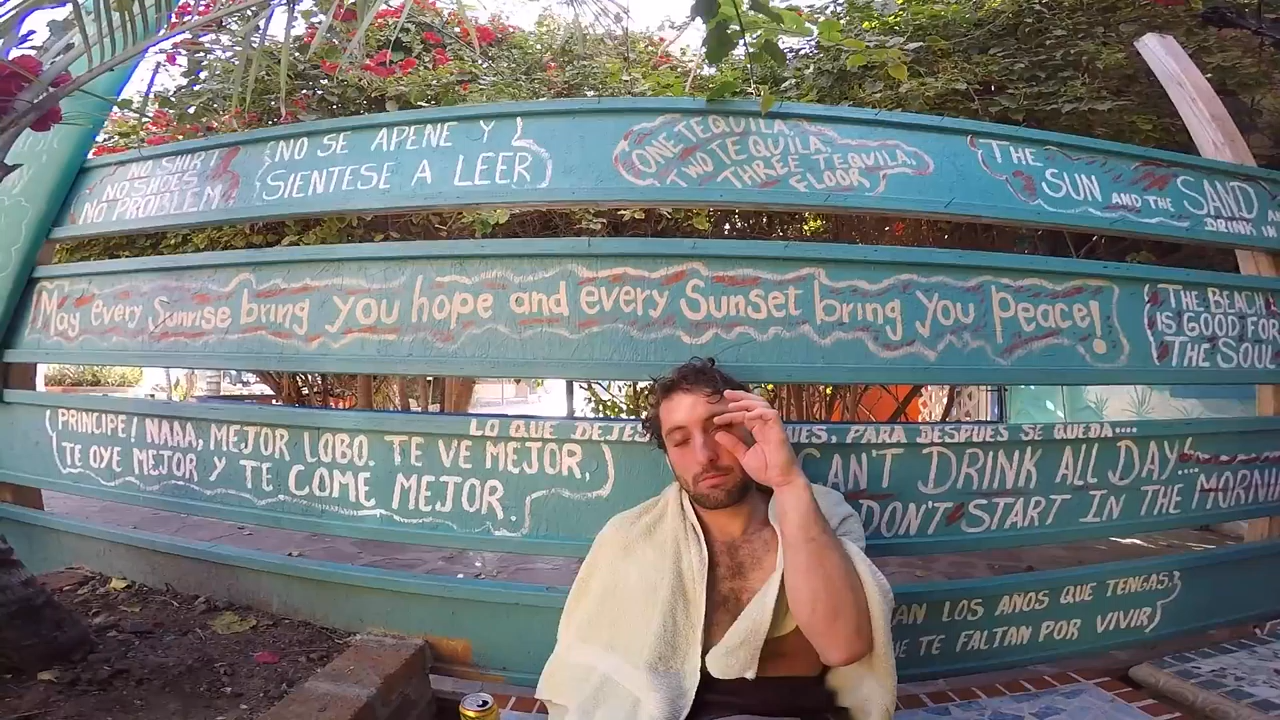 NO SHIRT
NO SHOES
NO PROBLEM
NO SE APENE Y
SIENTESE A LEER
ONE TEQUILA,
TWO TEQUILA,
THREE TEQUILA,
FLOOR
THE
SUN AND THE SAND
DRINK IN
May every Sunrise bring you hope and every Sunset bring you Peace!
THE BEACH
IS GOOD FOR
THE SOUL
PRINCIPE! NAAA, MEJOR LOBO. TE VE MEJOR,
TE OYE MEJOR Y TE COME MEJOR.
LO QUE DEJES PARA DESPUES SE QUEDA....
CAN'T DRINK ALL DAY...
DON'T START IN THE
LOS AÑOS QUE TENGAS
TE FALTAN POR VIVIR